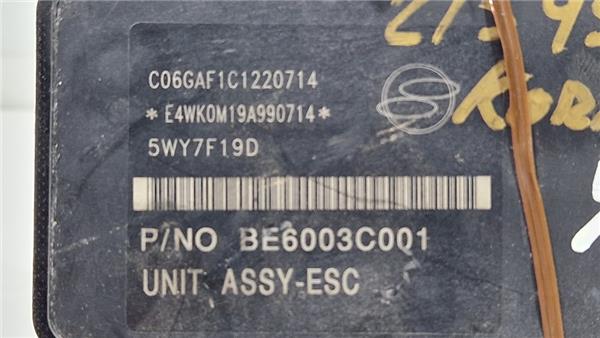 C06GAF1C1220714
*E4WK0M19A990714*
5WY7F19D
P/NO BE6003C001
UNIT ASSY-ESC